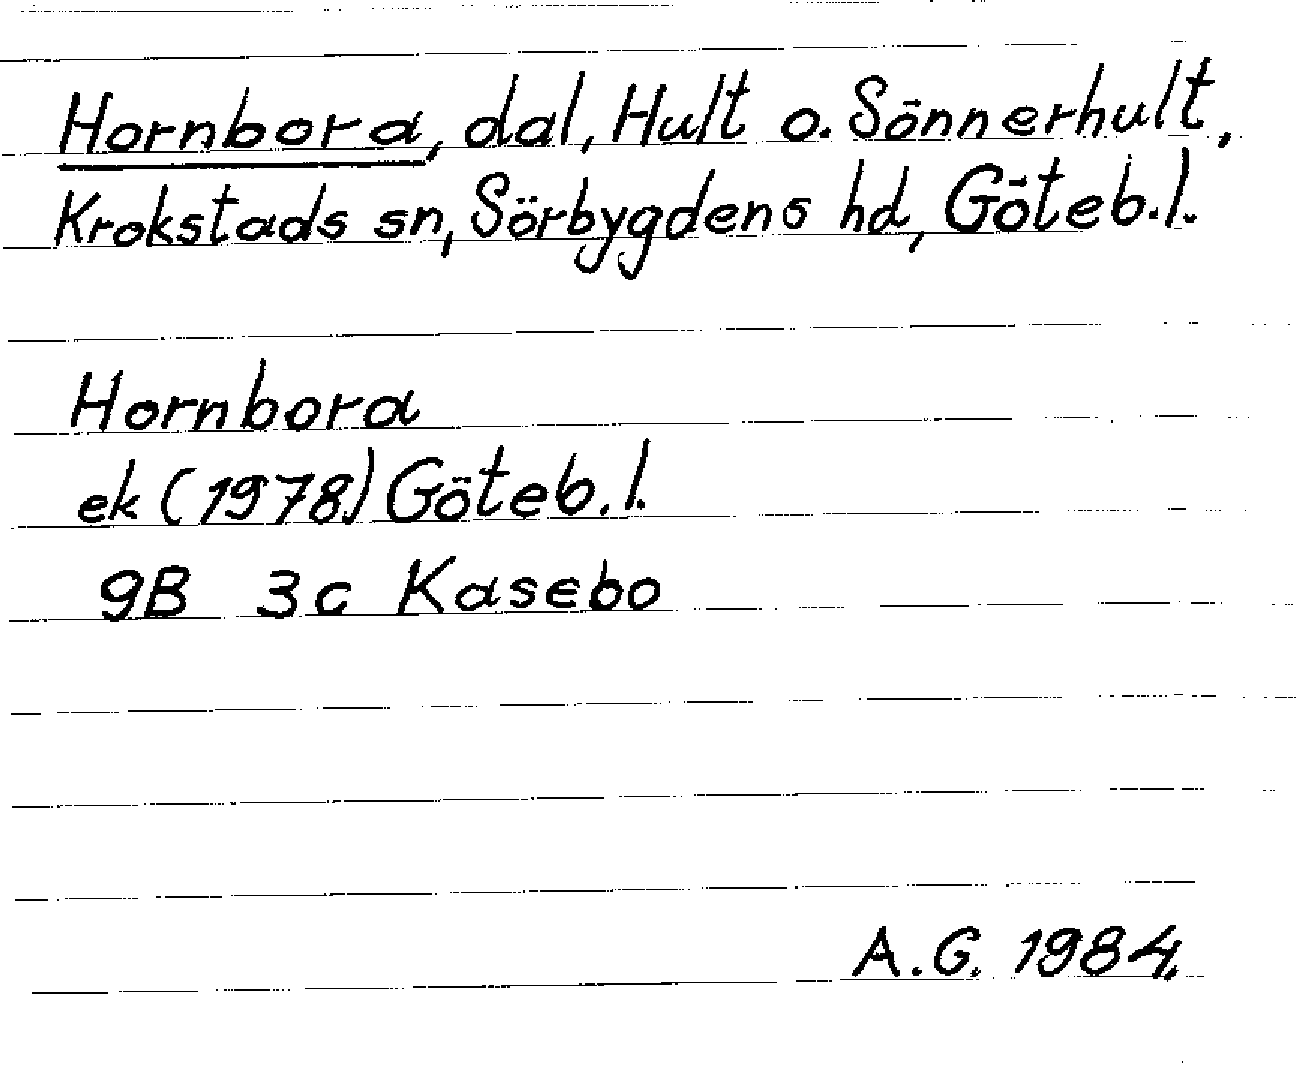 Hornbora, dal, Hult o. Sönnerhult,
Krokstads sn, Sörbygdens hd, Göteb.l.
Hornbora
ek (1978) Göteb.l.
9B 3c Kasebo
A.G. 1984.